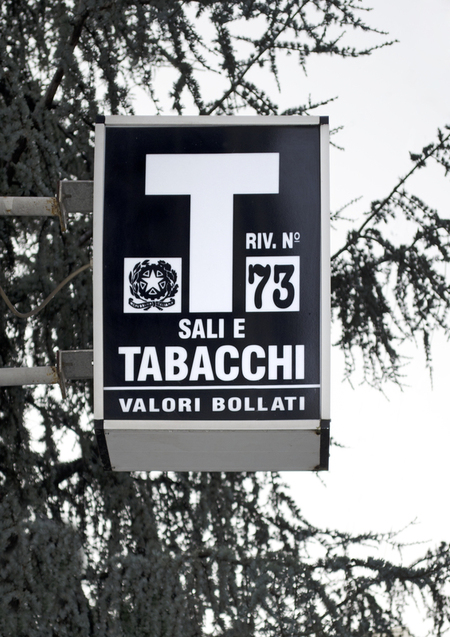 T
RIV. Nº
73
SALI E
TABACCHI
VALORI BOLLATI